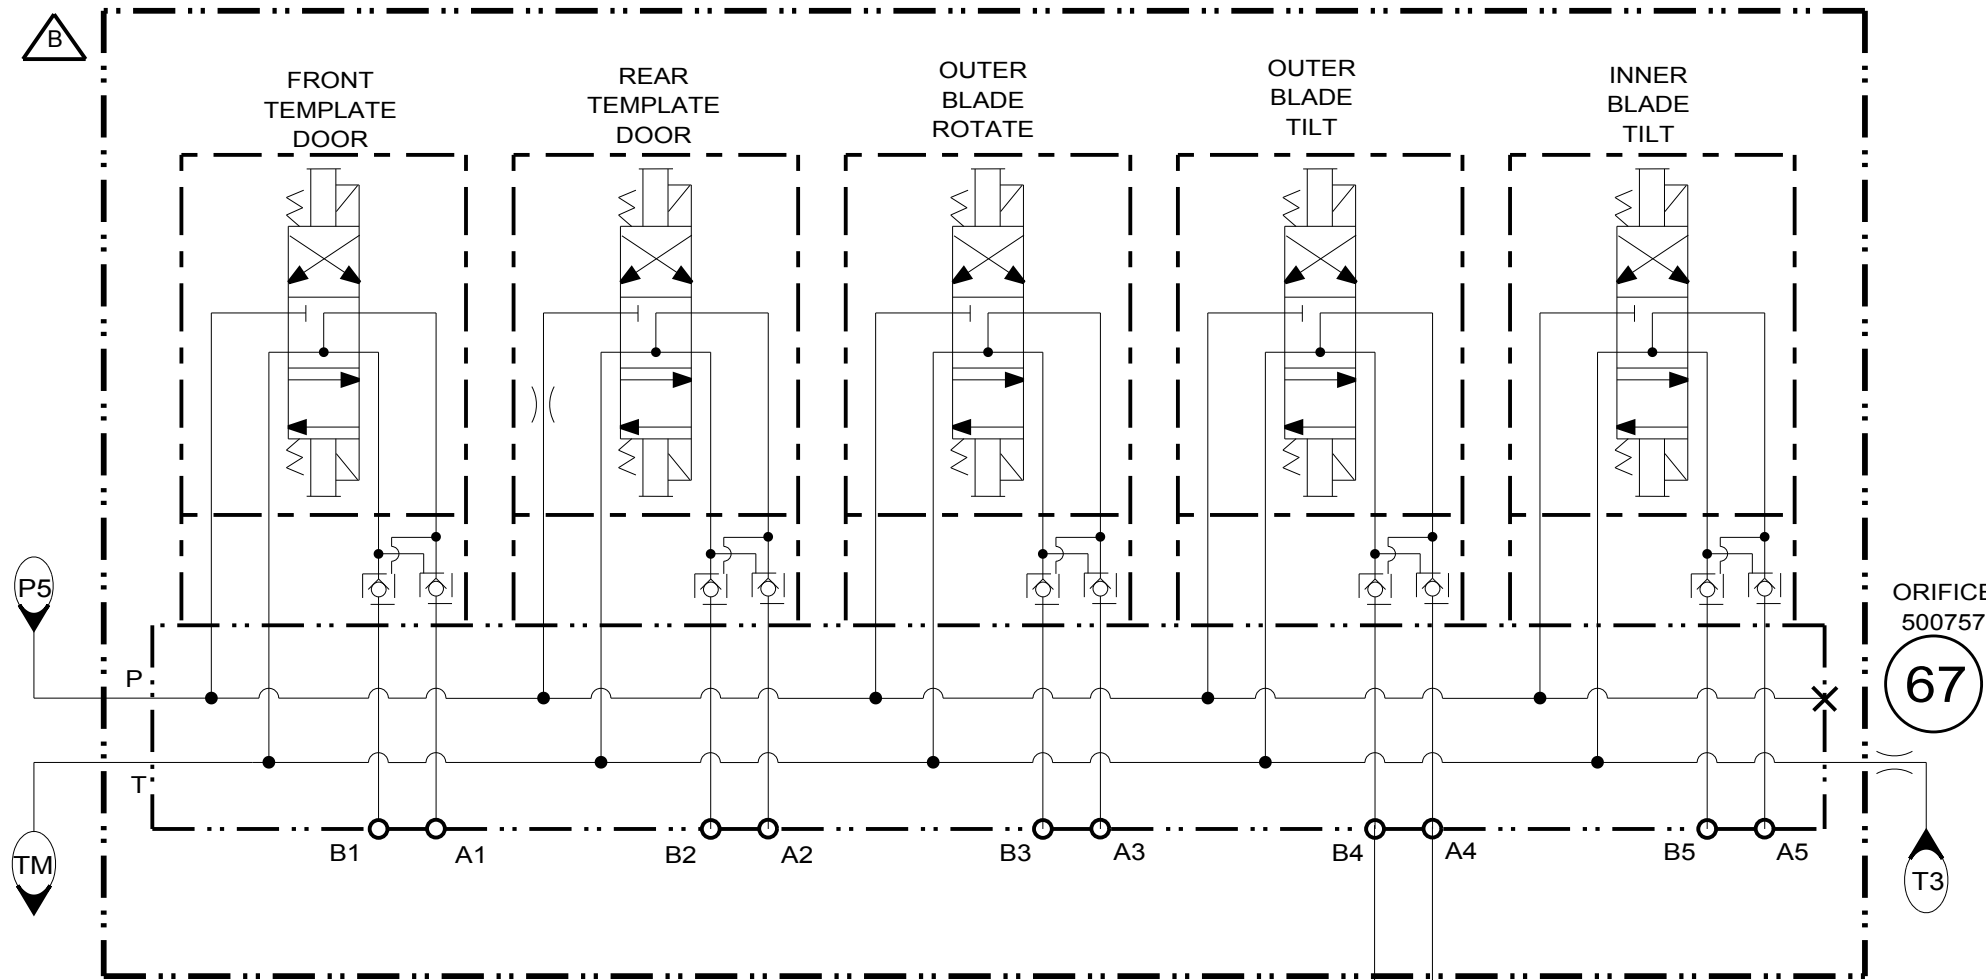 B
FRONT
TEMPLATE
DOOR
REAR
TEMPLATE
DOOR
OUTER
BLADE
ROTATE
OUTER
BLADE
TILT
INNER
BLADE
TILT
P5
ORIFICE
500757
67
P
T
TM
B1
A1
B2
A2
B3
A3
B4
A4
B5
A5
T3